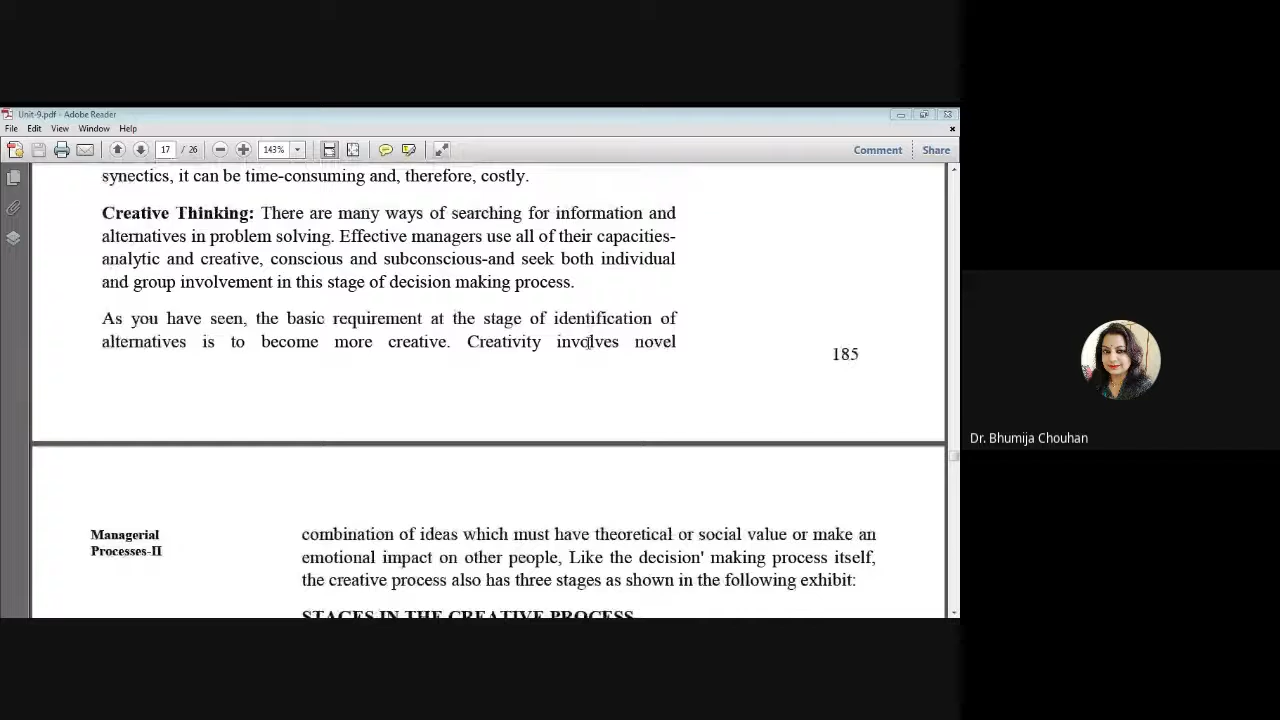 Unit-9.pdf - Adobe Reader
File Edit View Window Help
17 / 26 143% Comment Share
synectics, it can be time-consuming and, therefore, costly.
Creative Thinking: There are many ways of searching for information and
alternatives in problem solving. Effective managers use all of their capacities-
analytic and creative, conscious and subconscious-and seek both individual
and group involvement in this stage of decision making process.
As you have seen, the basic requirement at the stage of identification of
alternatives is to become more creative. Creativity involves novel
185
Managerial
Processes-II
combination of ideas which must have theoretical or social value or make an
emotional impact on other people, Like the decision' making process itself,
the creative process also has three stages as shown in the following exhibit:
STAGES IN THE CREATIVE PROCESS
Dr. Bhumija Chouhan